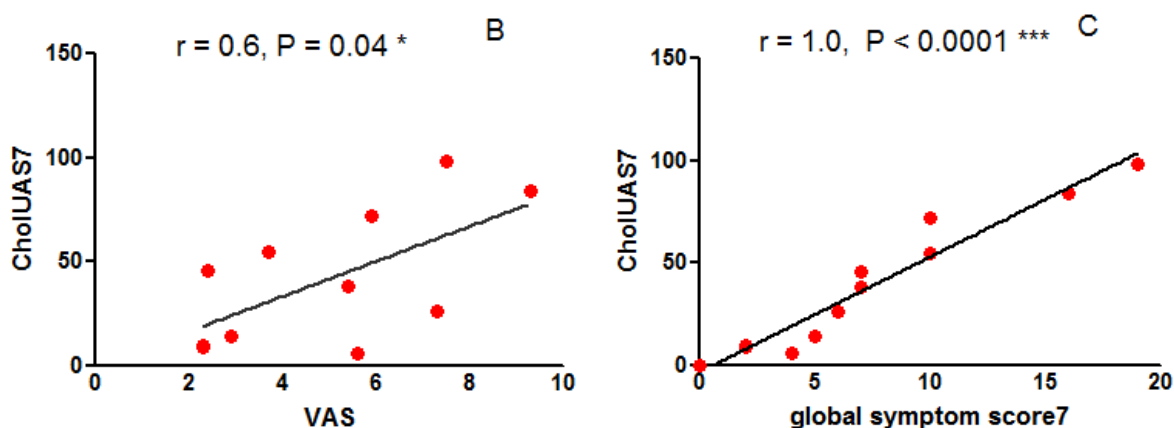 r = 0.6, P = 0.04 *
B
150
100
50
0
CholUAS7
0
2
4
6
8
10
VAS
r = 1.0, P < 0.0001 ***
C
150
100
50
0
CholUAS7
0
5
10
15
20
global symptom score7